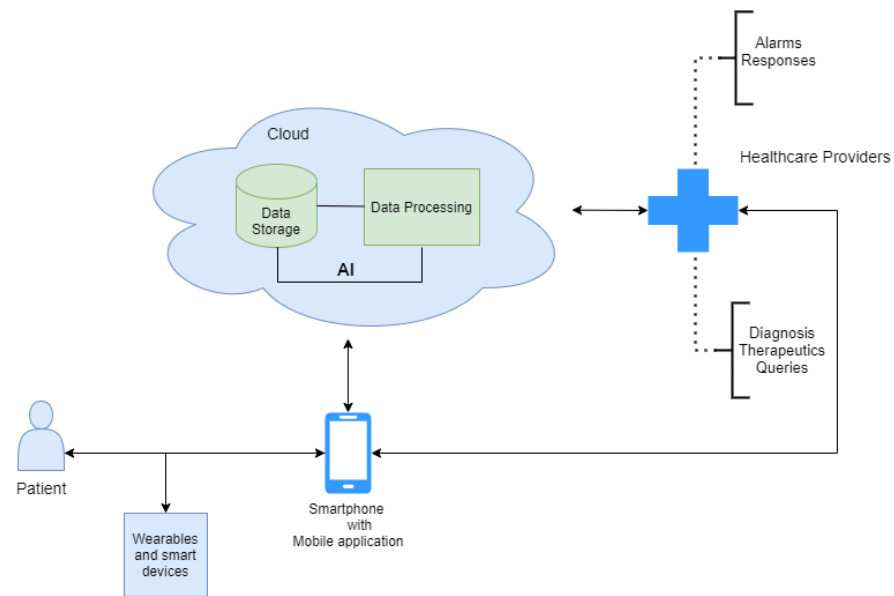 Alarms
Responses
Cloud
Healthcare Providers
Data
Storage
Data Processing
AI
Diagnosis
Therapeutics
Queries
Patient
Smartphone
with
Mobile application
Wearables
and smart
devices